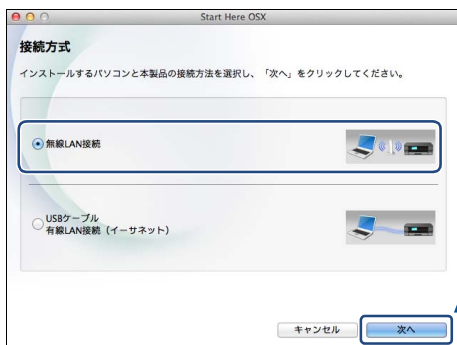 Start Here OSX
接続方式
インストールするパソコンと本製品の接続方法を選択し、「次へ」をクリックしてください。
無線LAN接続
USBケーブル
有線LAN接続（イーサネット）
キャンセル
次へ